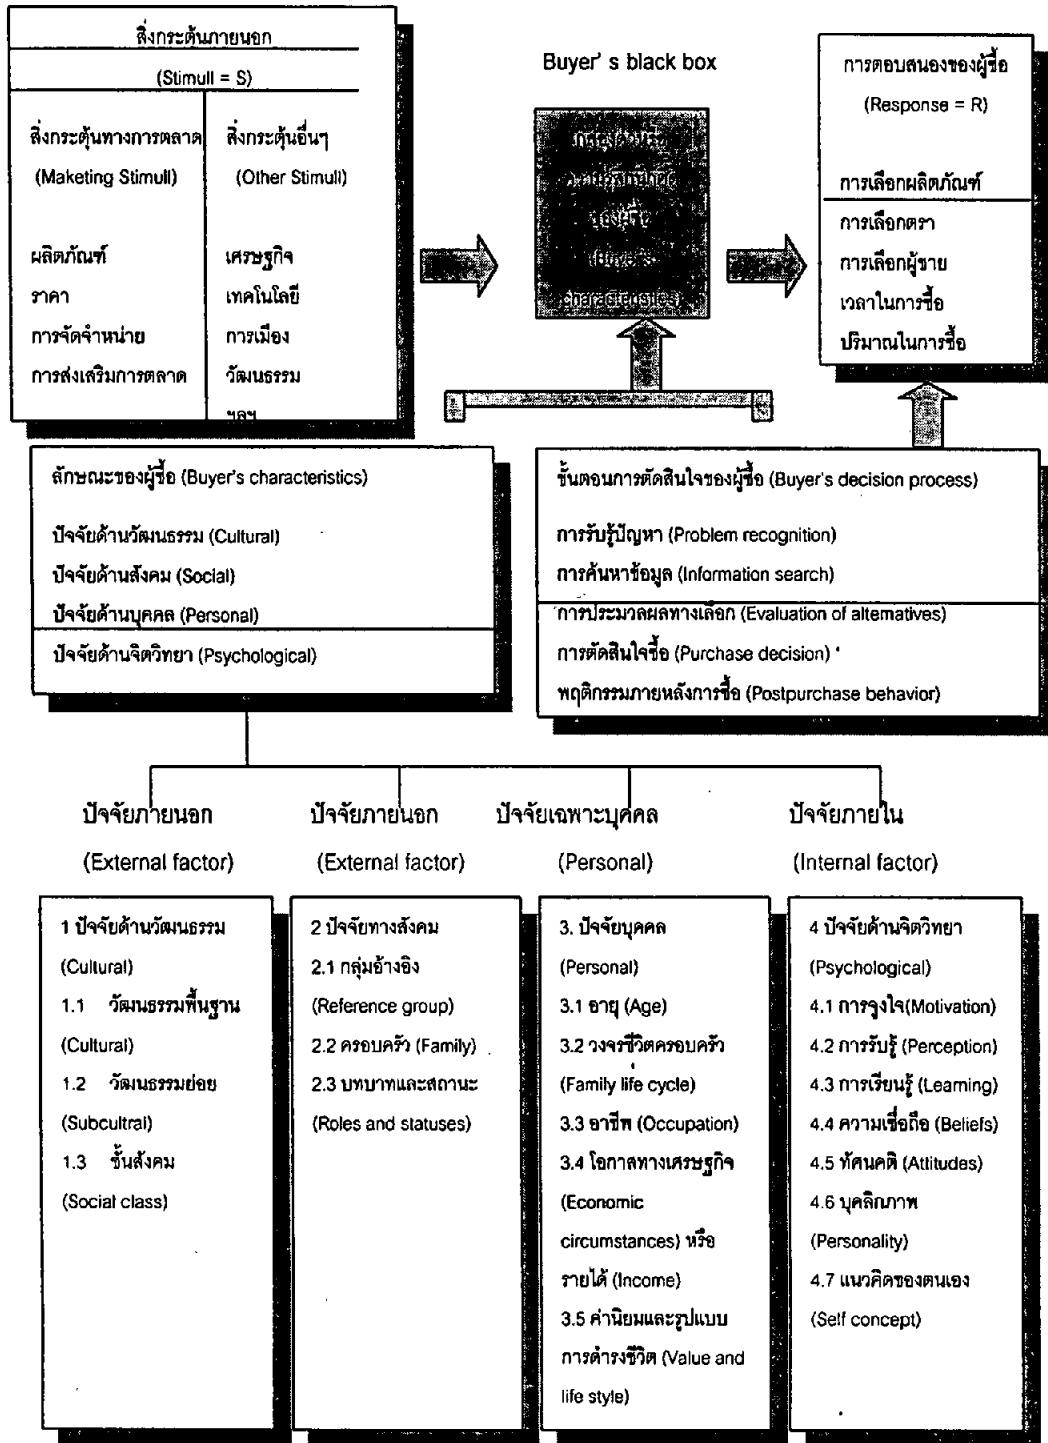 สิ่งกระตุ้นภายนอก
(Stimull = S)
สิ่งกระตุ้นทางการตลาด
(Maketing Stimull)
ผลิตภัณฑ์
ราคา
การจัดจำหน่าย
การส่งเสริมการตลาด
สิ่งกระตุ้นอื่นๆ
(Other Stimull)
เศรษฐกิจ
เทคโนโลยี
การเมือง
วัฒนธรรม
ฯลฯ
Buyer' s black box
(Buyer's
characteristics)
การตอบสนองของผู้ซื้อ
(Response = R)
การเลือกผลิตภัณฑ์
การเลือกตรา
การเลือกผู้ขาย
เวลาในการซื้อ
ปริมาณในการซื้อ
ลักษณะของผู้ซื้อ (Buyer's characteristics)
ปัจจัยด้านวัฒนธรรม (Cultural)
ปัจจัยด้านสังคม (Social)
ปัจจัยด้านบุคคล (Personal)
ปัจจัยด้านจิตวิทยา (Psychological)
ขั้นตอนการตัดสินใจของผู้ซื้อ (Buyer's decision process)
การรับรู้ปัญหา (Problem recognition)
การค้นหาข้อมูล (Information search)
การประมวลผลทางเลือก (Evaluation of alternatives)
การตัดสินใจซื้อ (Purchase decision)
พฤติกรรมภายหลังการซื้อ (Postpurchase behavior)
ปัจจัยภายนอก
(External factor)
1 ปัจจัยด้านวัฒนธรรม
(Cultural)
1.1 วัฒนธรรมพื้นฐาน
(Cultural)
1.2 วัฒนธรรมย่อย
(Subcultral)
1.3 ชั้นสังคม
(Social class)
ปัจจัยภายนอก
(External factor)
2 ปัจจัยทางสังคม
2.1 กลุ่มอ้างอิง
(Reference group)
2.2 ครอบครัว (Family)
2.3 บทบาทและสถานะ
(Roles and statuses)
ปัจจัยเฉพาะบุคคล
(Personal)
3. ปัจจัยบุคคล
(Personal)
3.1 อายุ (Age)
3.2 วงจรชีวิตครอบครัว
(Family life cycle)
3.3 อาชีพ (Occupation)
3.4 โอกาสทางเศรษฐกิจ
(Economic
circumstances) หรือ
รายได้ (Income)
3.5 ค่านิยมและรูปแบบ
การดำรงชีวิต (Value and
life style)
ปัจจัยภายใน
(Internal factor)
4 ปัจจัยด้านจิตวิทยา
(Psychological)
4.1 การจูงใจ(Motivation)
4.2 การรับรู้ (Perception)
4.3 การเรียนรู้ (Learning)
4.4 ความเชื่อถือ (Beliefs)
4.5 ทัศนคติ (Attitudes)
4.6 บุคลิกภาพ
(Personality)
4.7 แนวคิดของตนเอง
(Self concept)